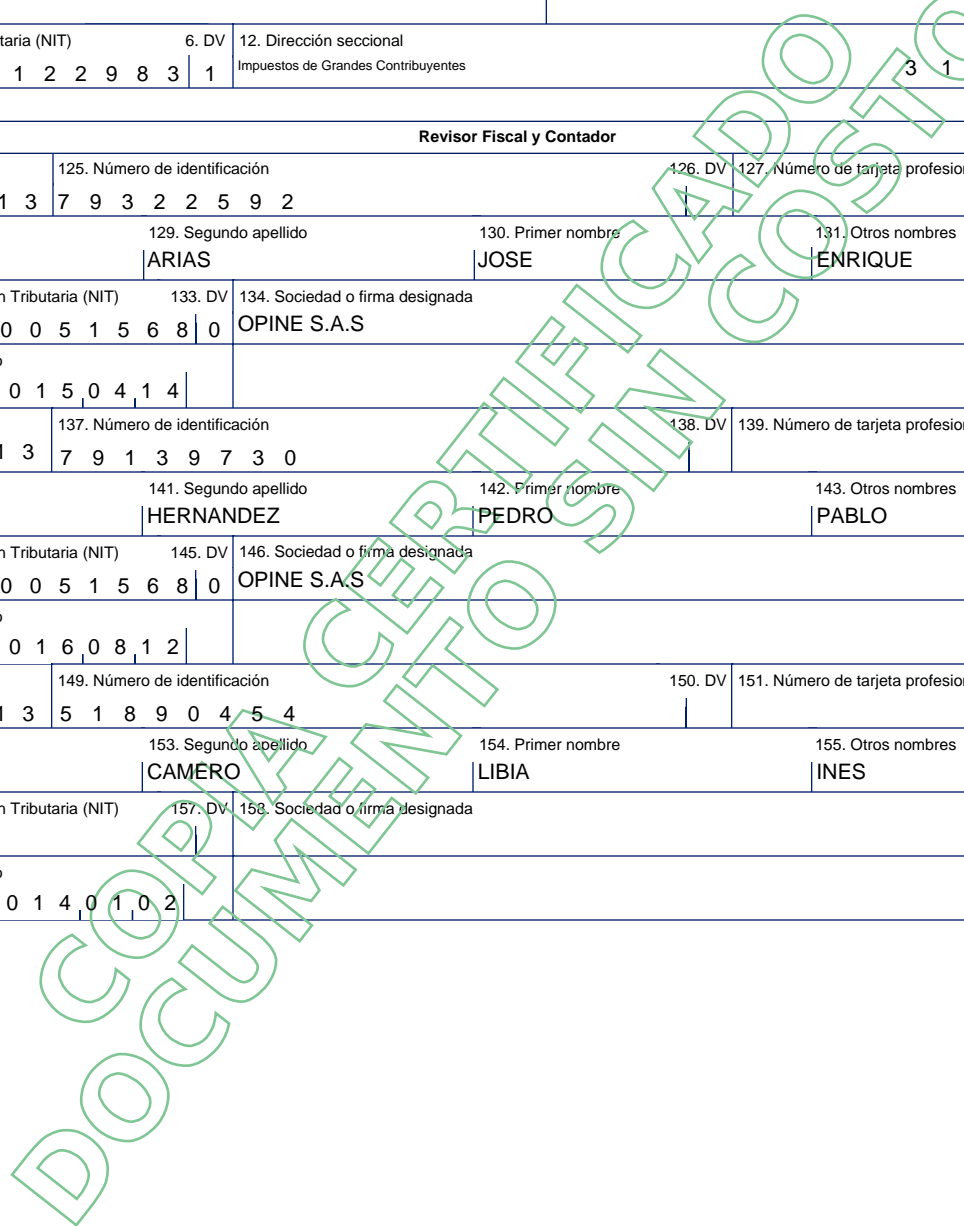 taria (NIT) 6. DV 12. Dirección seccional
1 2 2 9 8 3 1 Impuestos de Grandes Contribuyentes 3 1
Revisor Fiscal y Contador
125. Número de identificación 126. DV 127. Número de tarjeta profesion
1 3 7 9 3 2 2 5 9 2
129. Segundo apellido 130. Primer nombre 131. Otros nombres
ARIAS JOSE ENRIQUE
n Tributaria (NIT) 133. DV 134. Sociedad o firma designada
0 0 5 1 5 6 8 0 OPINE S.A.S
o
0 1 5 0 4 1 4
137. Número de identificación 138. DV 139. Número de tarjeta profesion
1 3 7 9 1 3 9 7 3 0
141. Segundo apellido 142. Primer nombre 143. Otros nombres
HERNANDEZ PEDRO PABLO
n Tributaria (NIT) 145. DV 146. Sociedad o firma designada
0 0 5 1 5 6 8 0 OPINE S.A.S
o
0 1 6 0 8 1 2
149. Número de identificación 150. DV 151. Número de tarjeta profesion
1 3 5 1 8 9 0 4 5 4
153. Segundo apellido 154. Primer nombre 155. Otros nombres
CAMERO LIBIA INES
n Tributaria (NIT) 157. DV 158. Sociedad o firma designada
o
0 1 4 0 1 0 2
COPIA CERTIFICADO
DOCUMENTO SIN COSTO